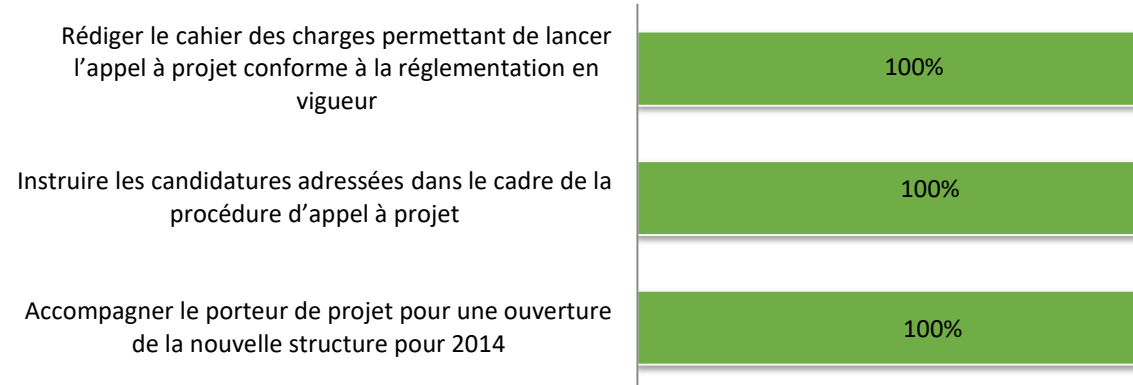 Rédiger le cahier des charges permettant de lancer
l’appel à projet conforme à la réglementation en
vigueur
100%
Instruire les candidatures adressées dans le cadre de la
procédure d’appel à projet
100%
Accompagner le porteur de projet pour une ouverture
de la nouvelle structure pour 2014
100%